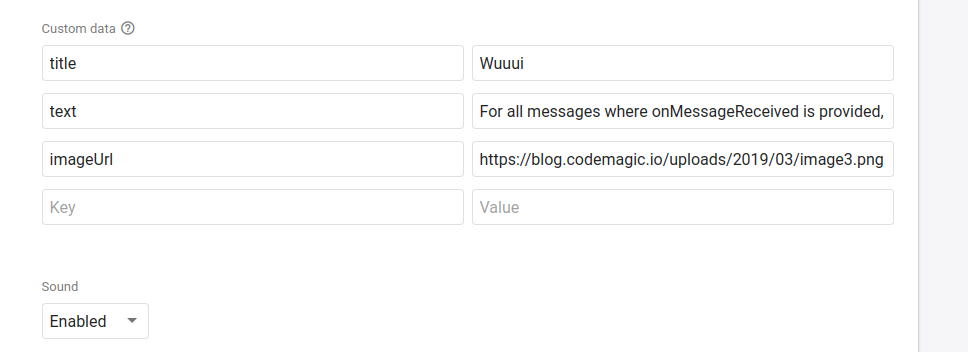 Custom data ?
title Wuuui
text For all messages where onMessageReceived is provided,
imageUrl https://blog.codemagic.io/uploads/2019/03/image3.png
Key Value
Sound
Enabled